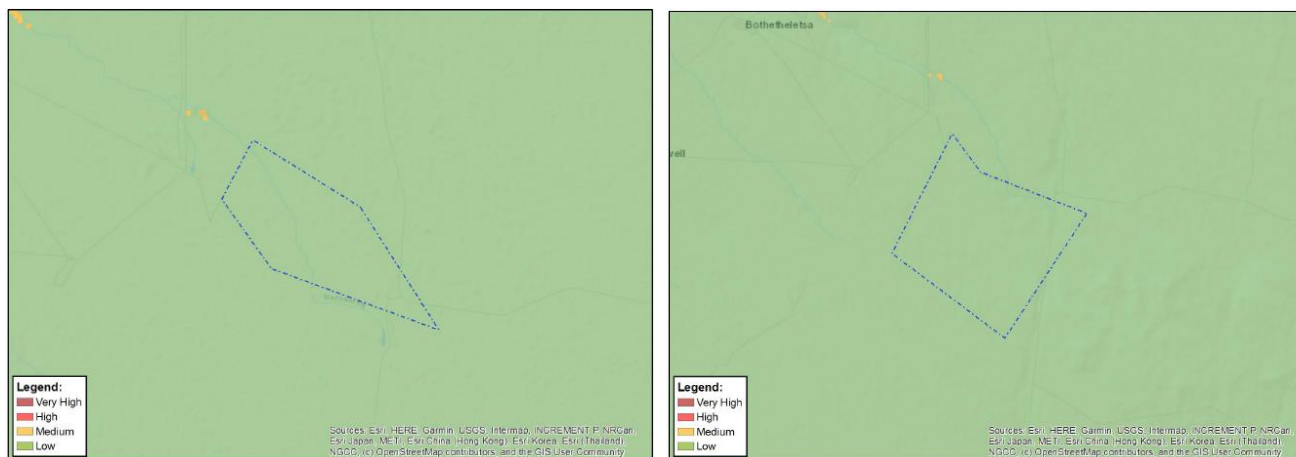 Legend:
Very High
High
Medium
Low
Sources: Esri, HERE, Garmin, USGS, Intermap, INCREMENT P, NRCan,
Esri Japan, METI, Esri China (Hong Kong), Esri Korea, Esri (Thailand),
NGCC, (c) OpenStreetMap contributors, and the GIS User Community
Bothetheletsa
rell
Legend:
Very High
High
Medium
Low
Sources: Esri, HERE, Garmin, USGS, Intermap, INCREMENT P, NRCan,
Esri Japan, METI, Esri China (Hong Kong), Esri Korea, Esri (Thailand),
NGCC, (c) OpenStreetMap contributors, and the GIS User Community